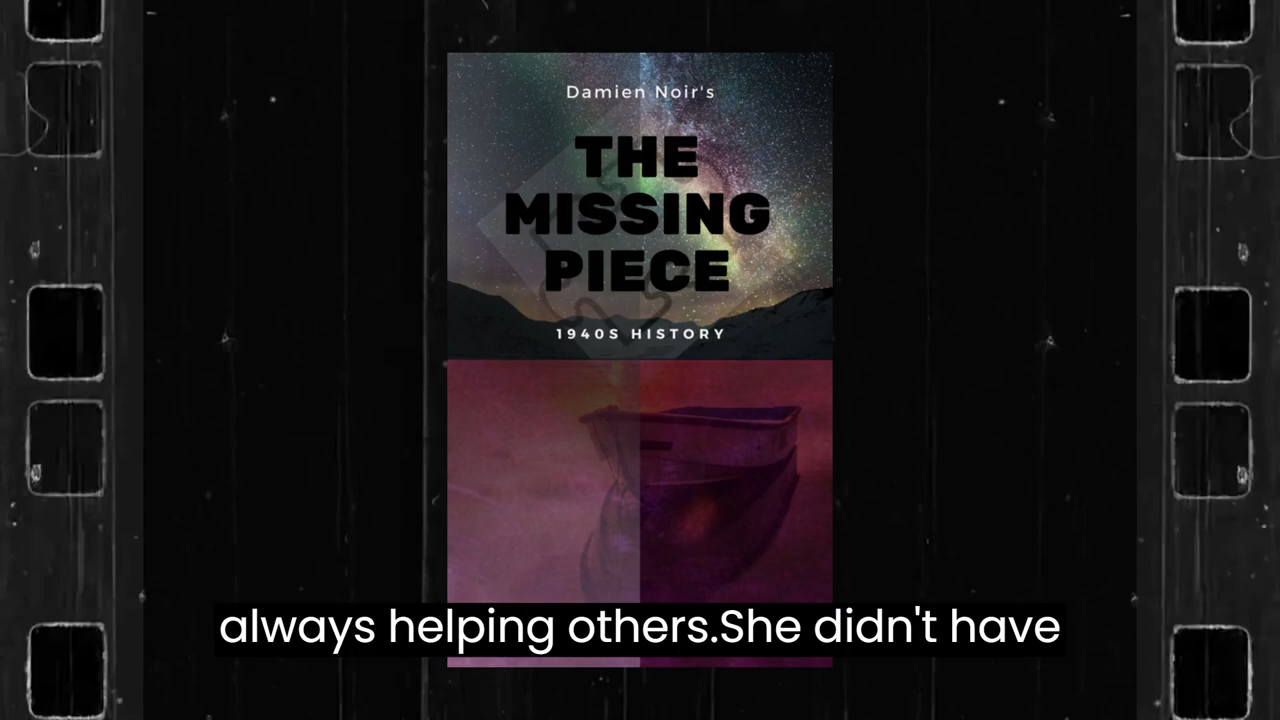 Damien Noir's
THE
MISSING
PIECE
1940S HISTORY
always helping others.She didn't have